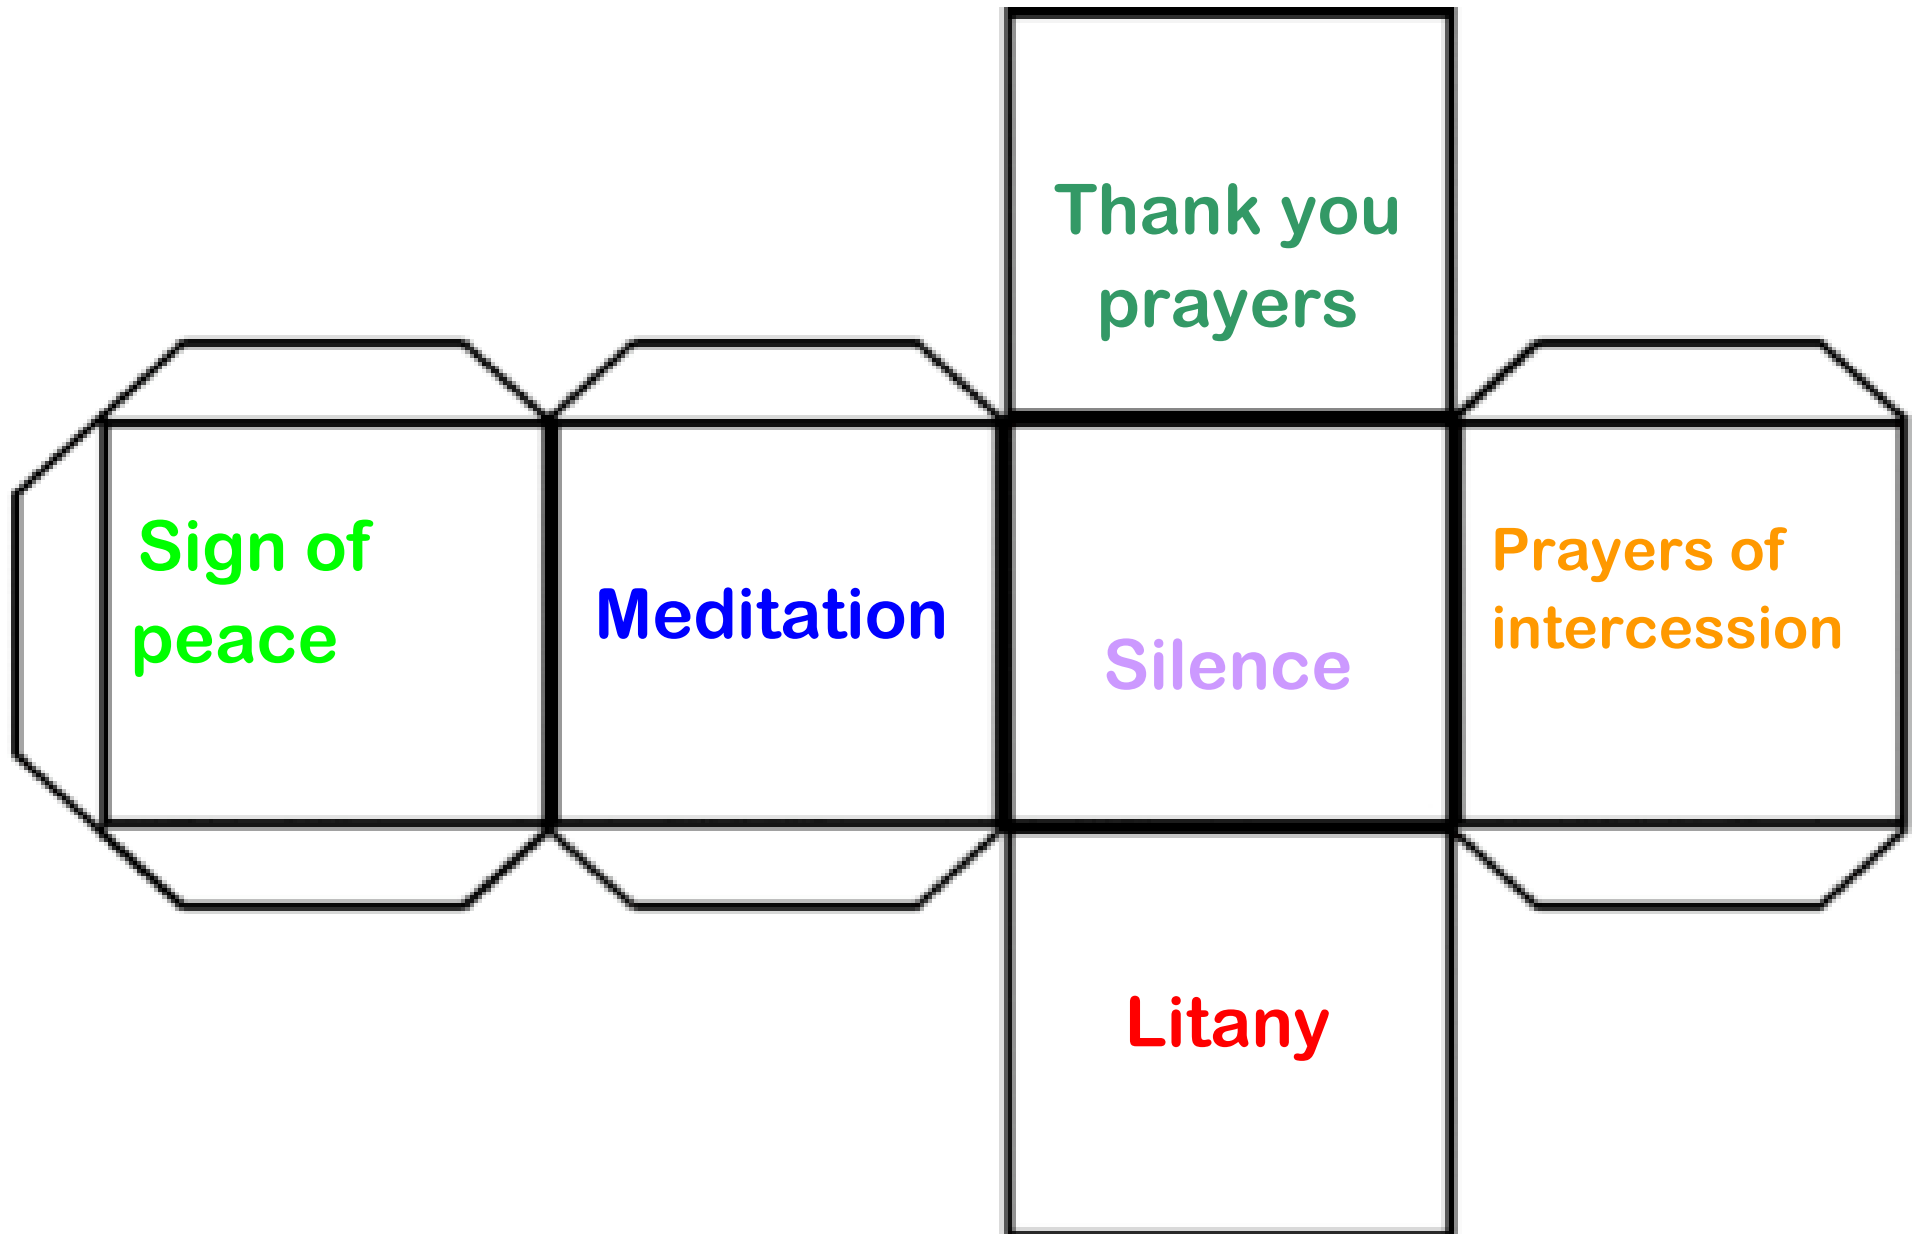 Thank you
prayers
Sign of
peace
Meditation
Silence
Prayers of
intercession
Litany